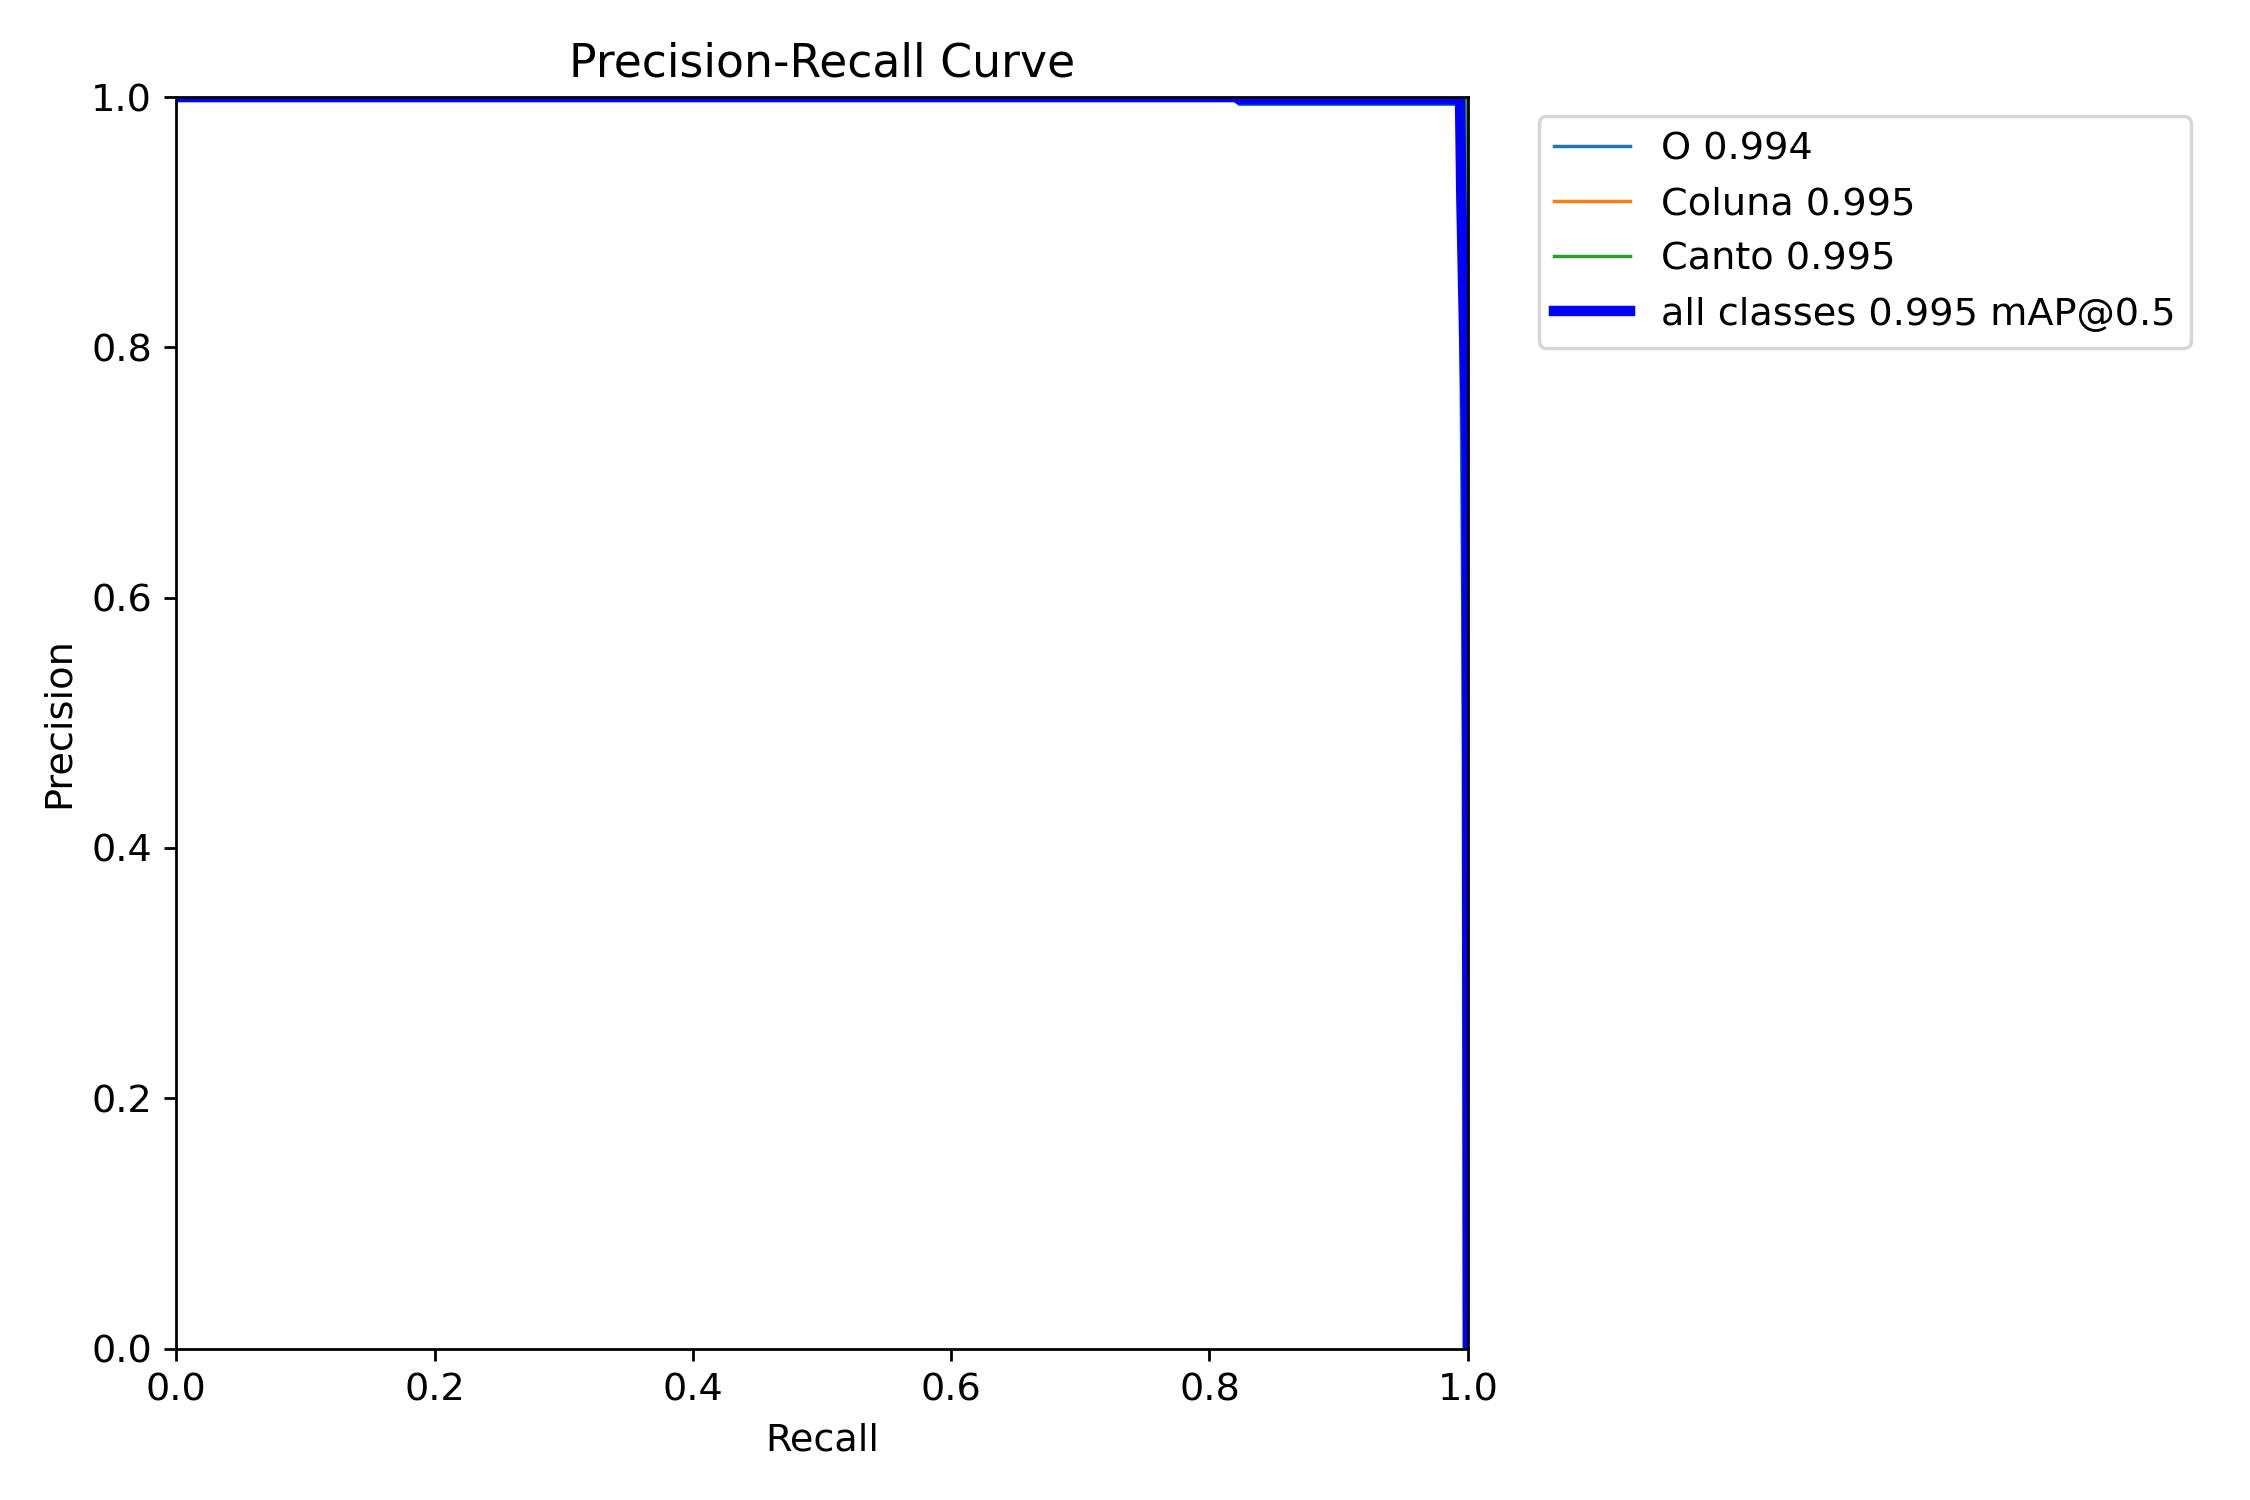 Precision-Recall Curve
1.0
0.8
0.6
0.4
0.2
0.0
Precision
0.0 0.2 0.4 0.6 0.8 1.0
Recall
O 0.994
Coluna 0.995
Canto 0.995
all classes 0.995 mAP@0.5